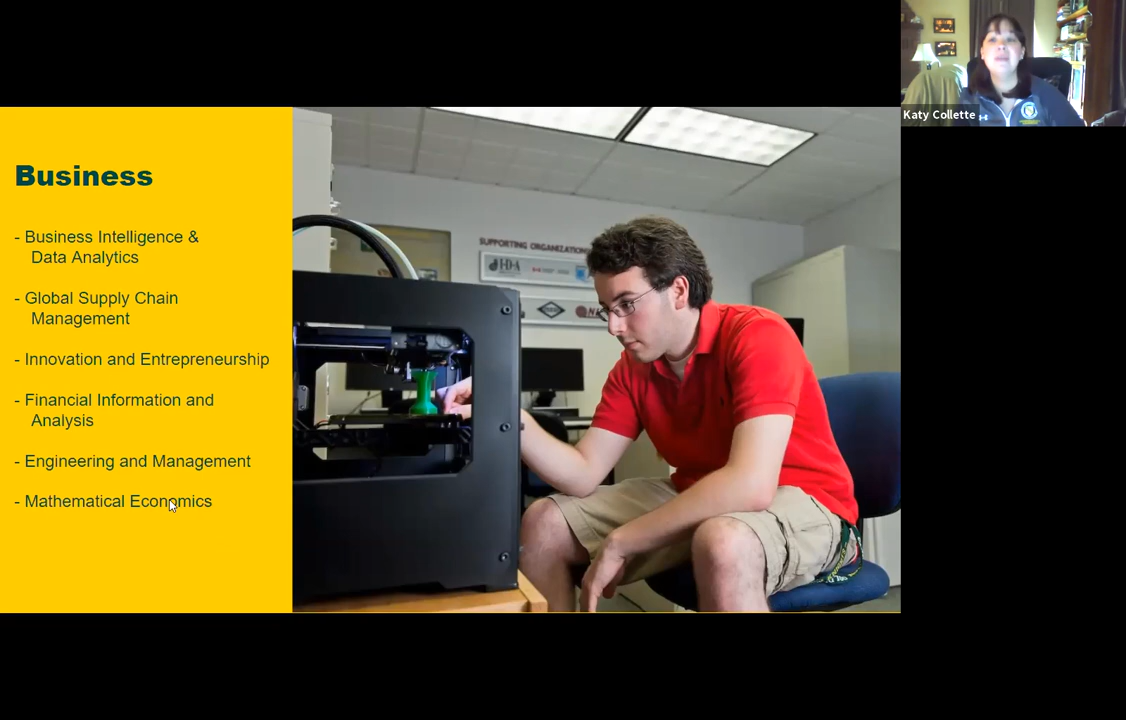 Katy Collette
Business
- Business Intelligence &
Data Analytics
- Global Supply Chain
Management
- Innovation and Entrepreneurship
- Financial Information and
Analysis
- Engineering and Management
- Mathematical Economics
SUPPORTING ORGANIZATIONS